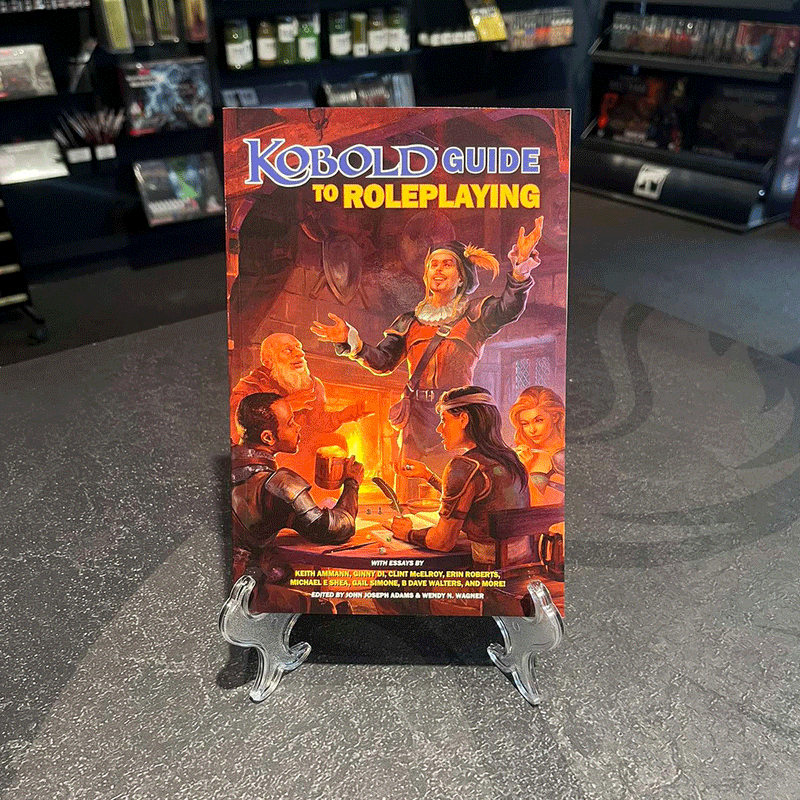 KOBOLD™ GUIDE
TO ROLEPLAYING
WITH ESSAYS BY
KEITH AMMANN, GINNY DI, CLINT McELROY, ERIN ROBERTS,
MICHAEL E SHEA, GAIL SIMONE, B DAVE WALTERS, AND MORE!
EDITED BY JOHN JOSEPH ADAMS & WENDY N. WAGNER